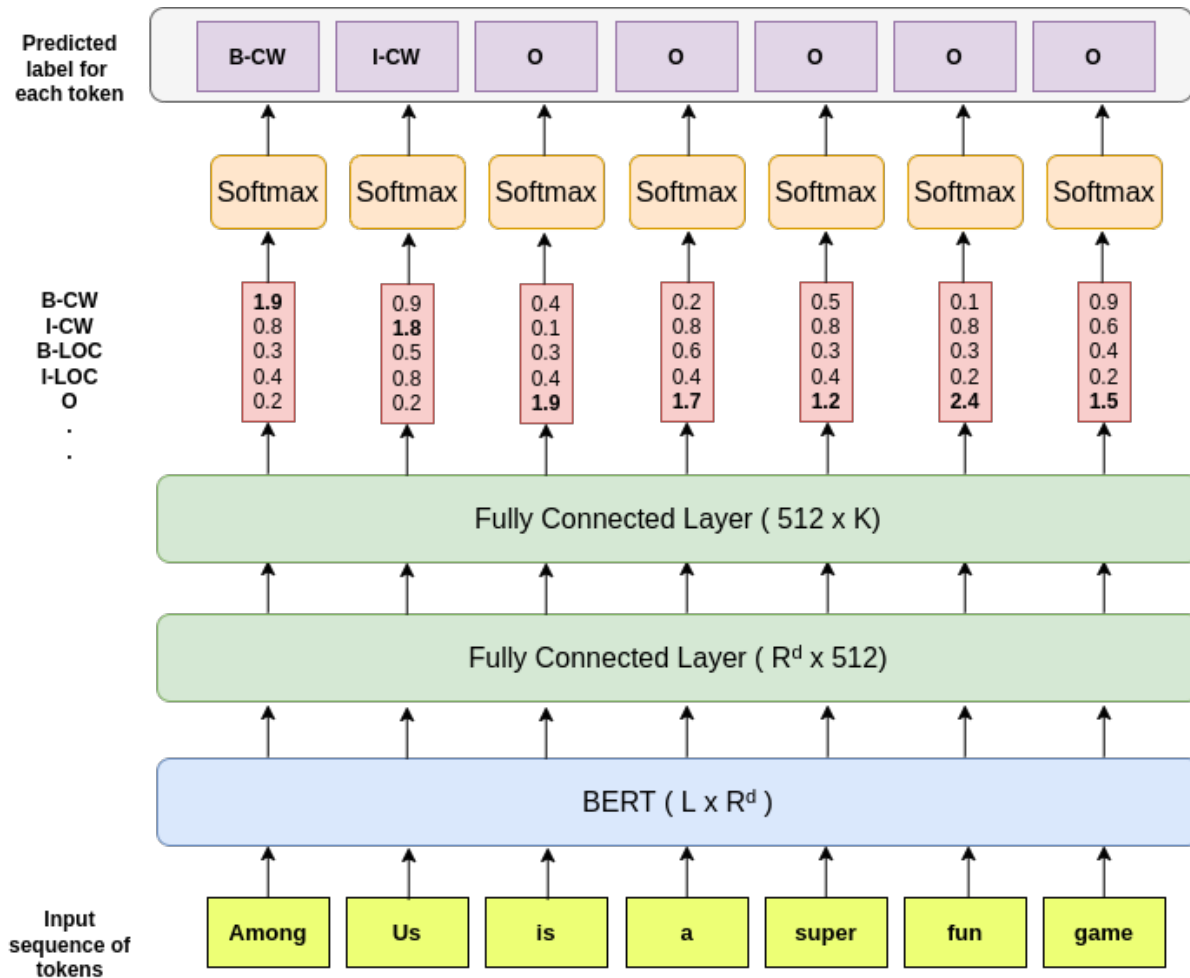 Predicted
label for
each token
B-CW I-CW O O O O O
Softmax Softmax Softmax Softmax Softmax Softmax Softmax
B-CW 1.9 0.9 0.4 0.2 0.5 0.1 0.9
I-CW 0.8 1.8 0.1 0.8 0.8 0.8 0.6
B-LOC 0.3 0.5 0.3 0.6 0.3 0.3 0.4
I-LOC 0.4 0.8 0.4 0.4 0.4 0.2 0.2
O 0.2 0.2 1.9 1.7 1.2 2.4 1.5
.
.
Fully Connected Layer ( 512 x K)
Fully Connected Layer ( Rᵈ x 512)
BERT ( L x Rᵈ )
Input
sequence of
tokens
Among Us is a super fun game